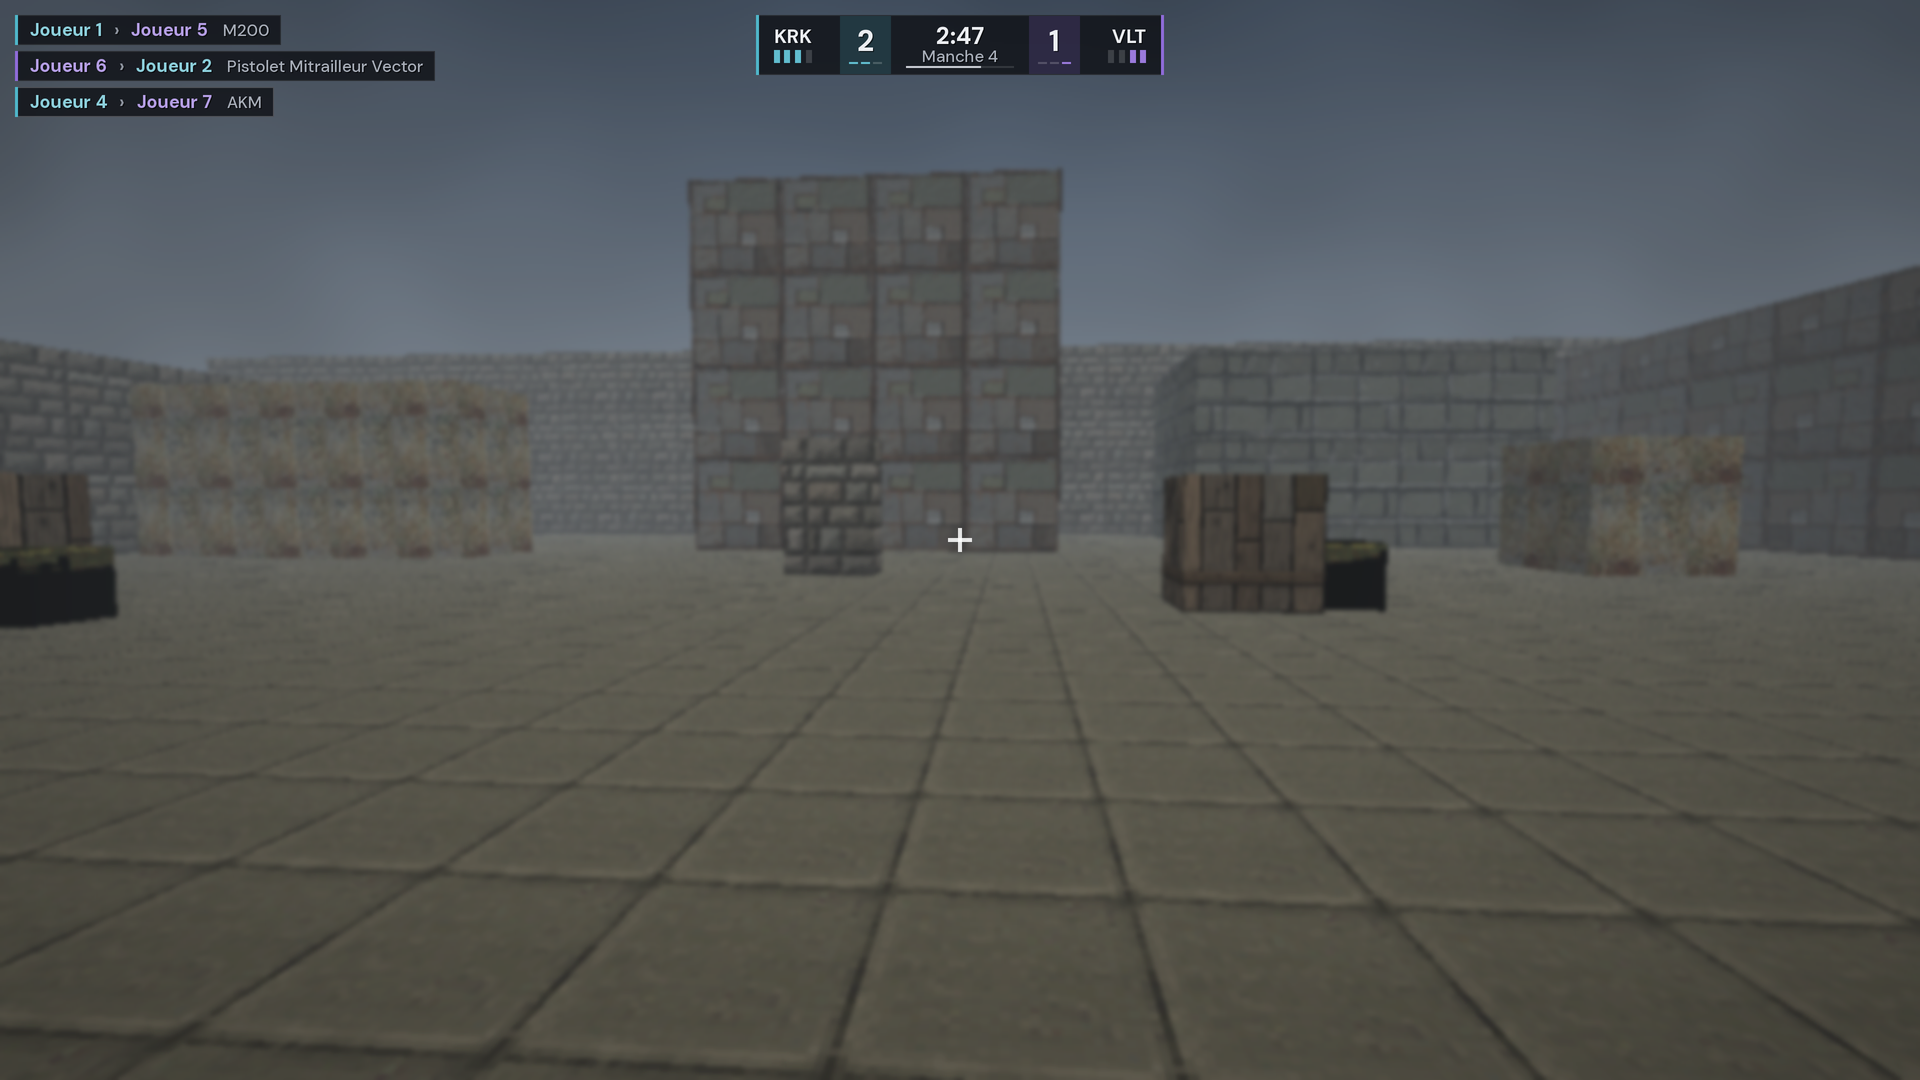 Joueur 1 › Joueur 5 M200
Joueur 6 › Joueur 2 Pistolet Mitrailleur Vector
Joueur 4 › Joueur 7 AKM
KRK 2 2:47 1 VLT
Manche 4